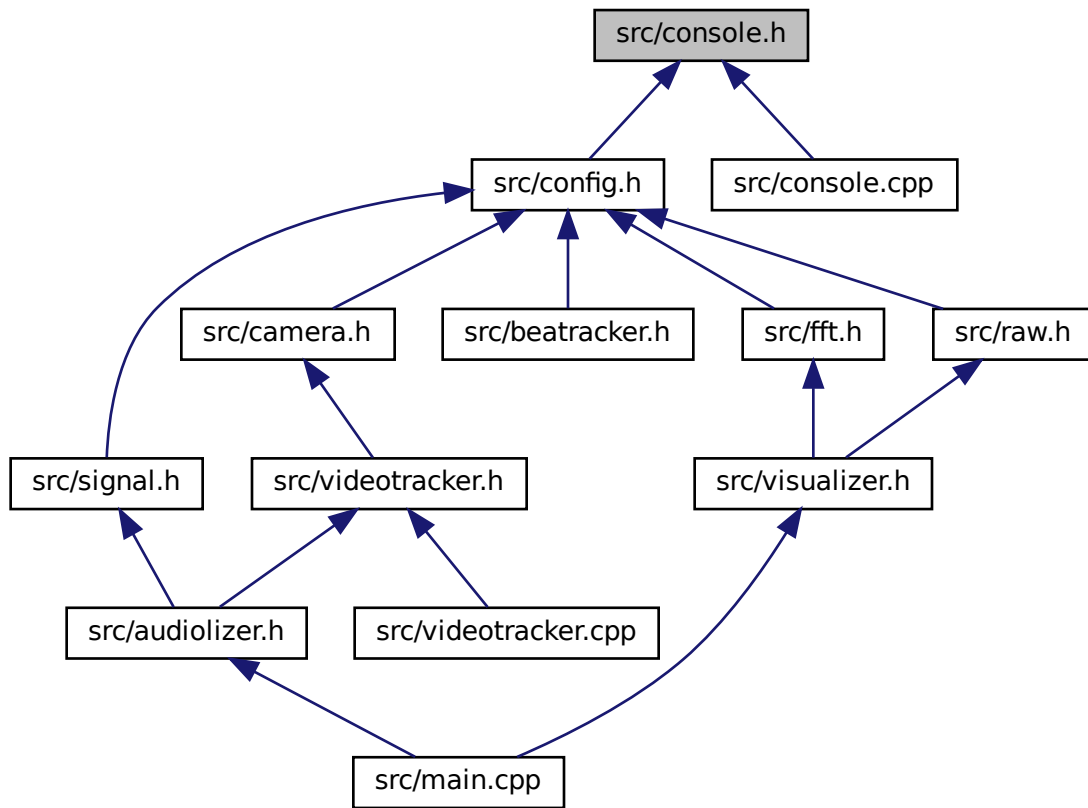 src/console.h
src/config.h
src/console.cpp
src/camera.h
src/beatracker.h
src/fft.h
src/raw.h
src/signal.h
src/videotracker.h
src/visualizer.h
src/audiolizer.h
src/videotracker.cpp
src/main.cpp